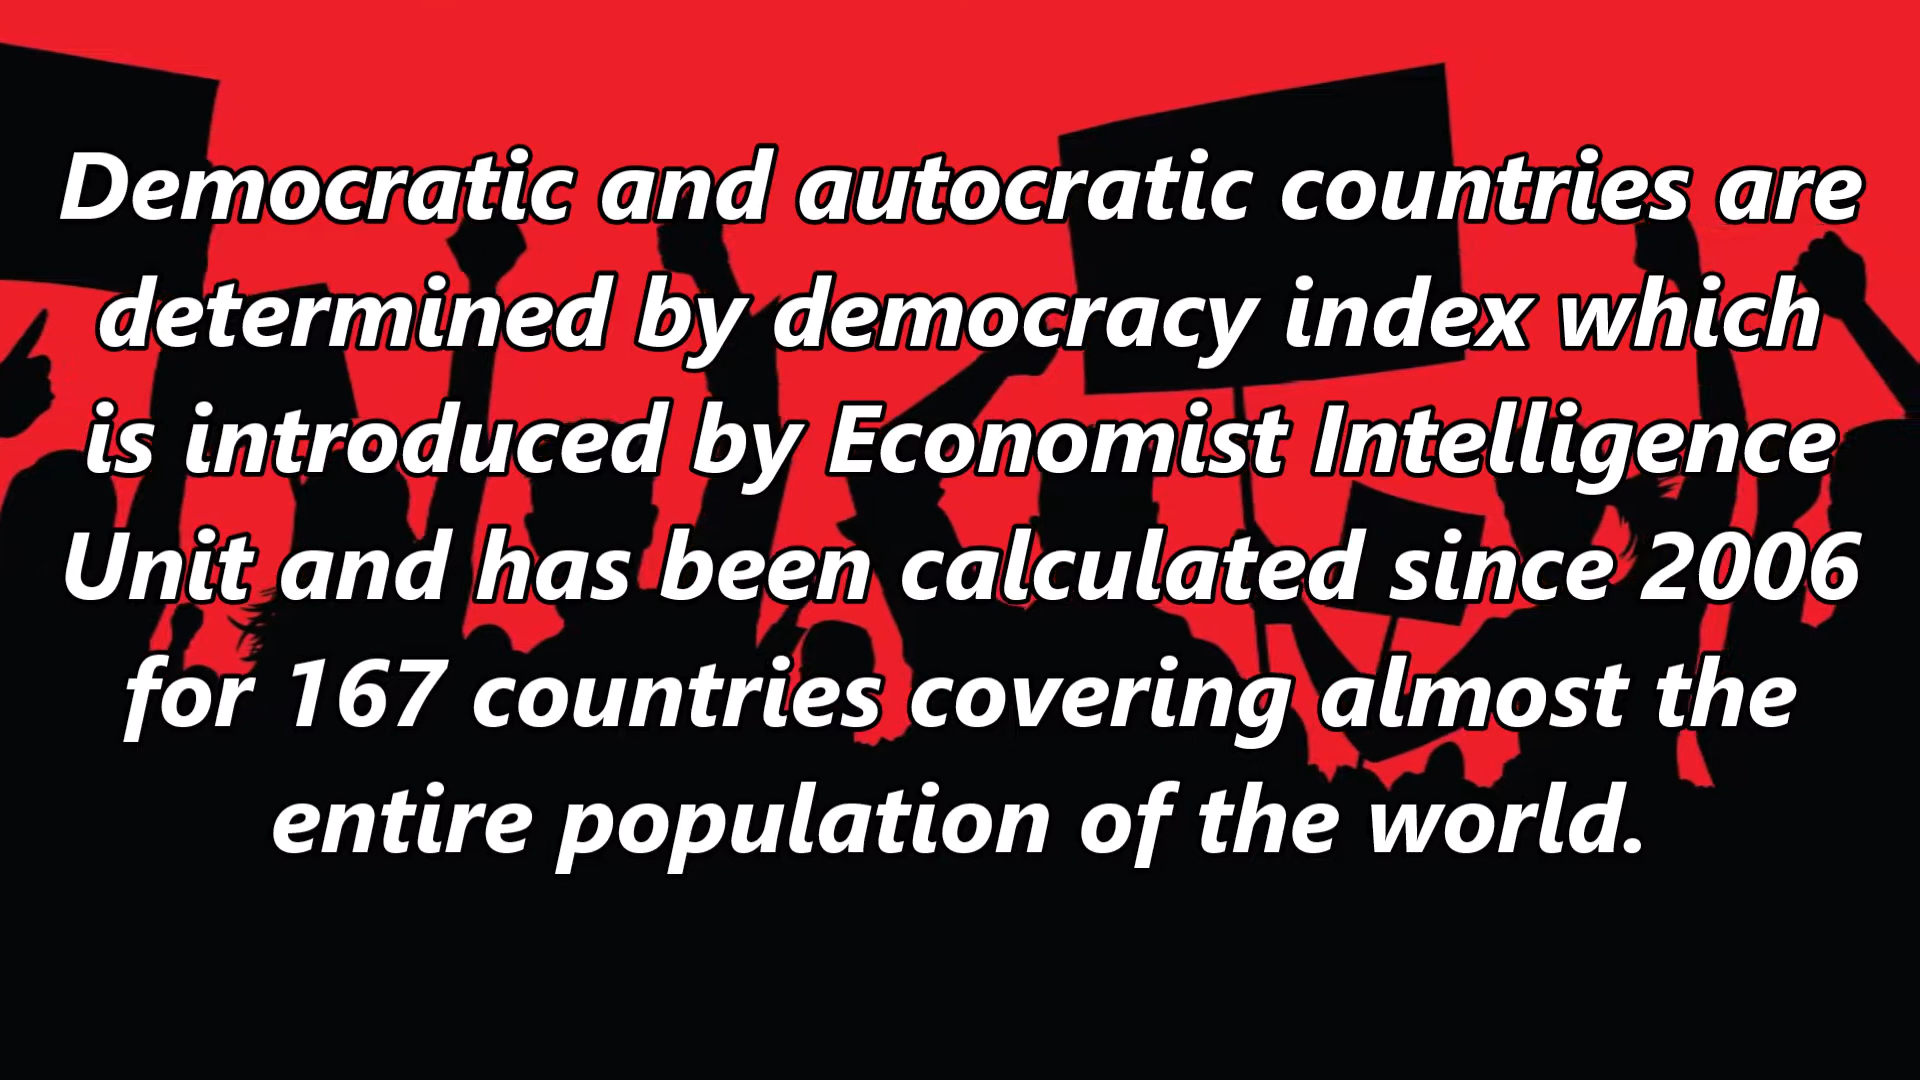 Democratic and autocratic countries are
determined by democracy index which
is introduced by Economist Intelligence
Unit and has been calculated since 2006
for 167 countries covering almost the
entire population of the world.